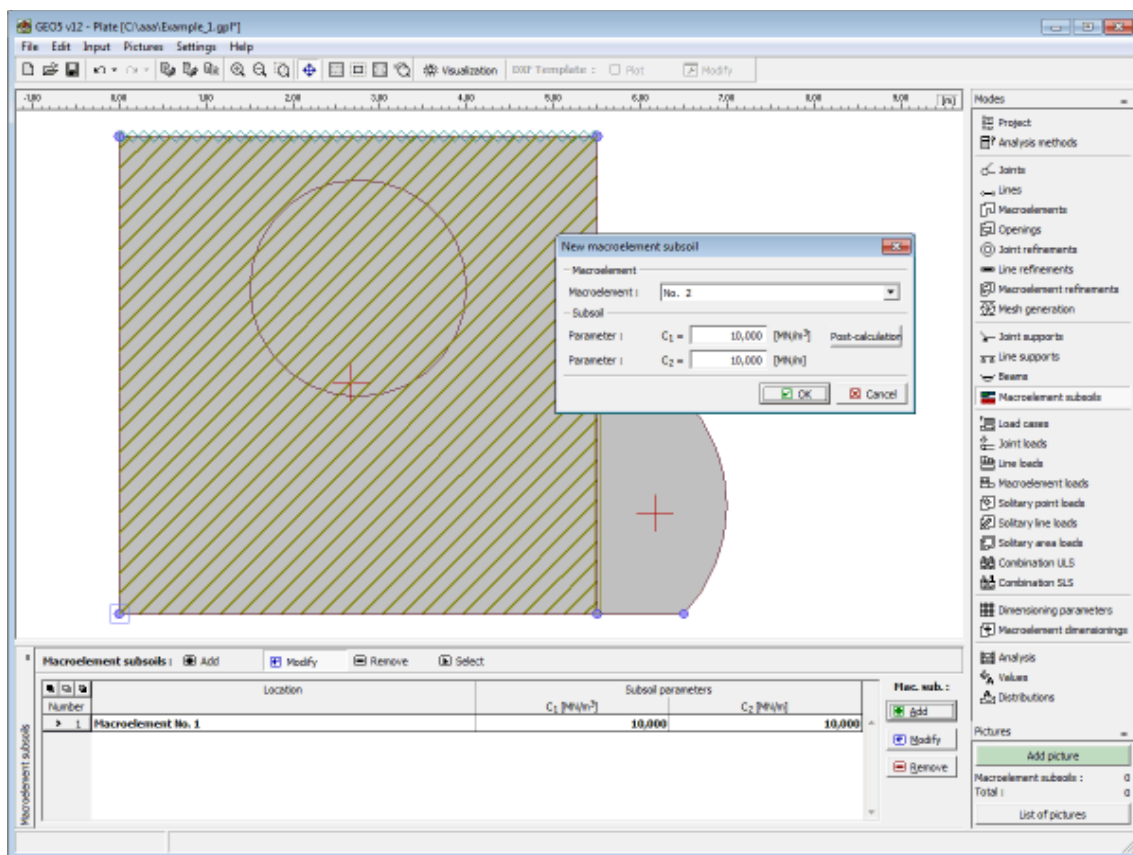 GEO5 v12 - Plate [C:\aaa\Example_1.gpl*]
File Edit Input Pictures Settings Help
Visualization DXF Template : Plot Modify
-1,00 0,00 1,00 2,00 3,00 4,00 5,00 6,00 7,00 8,00 9,00 [m]
New macroelement subsoil
Macroelement
Macroelement : No. 2
Subsoil
Parameter : C1 = 10,000 [MN/m³] Post-calculation
Parameter : C2 = 10,000 [MN/m]
OK Cancel
Modes
Project
Analysis methods
Joints
Lines
Macroelements
Openings
Joint refinements
Line refinements
Macroelement refinements
Mesh generation
Joint supports
Line supports
Beams
Macroelement subsoils
Load cases
Joint loads
Line loads
Macroelement loads
Solitary point loads
Solitary line loads
Solitary area loads
Combination ULS
Combination SLS
Dimensioning parameters
Macroelement dimensionings
Analysis
Values
Distributions
Pictures
Add picture
Macroelement subsoils : 0
Total : 0
List of pictures
Macroelement subsoils : Add Modify Remove Select
Location Subsoil parameters
Number C1 [MN/m³] C2 [MN/m]
1 Macroelement No. 1 10,000 10,000
Mac. sub. :
Add
Modify
Remove
Macroelement subsoils